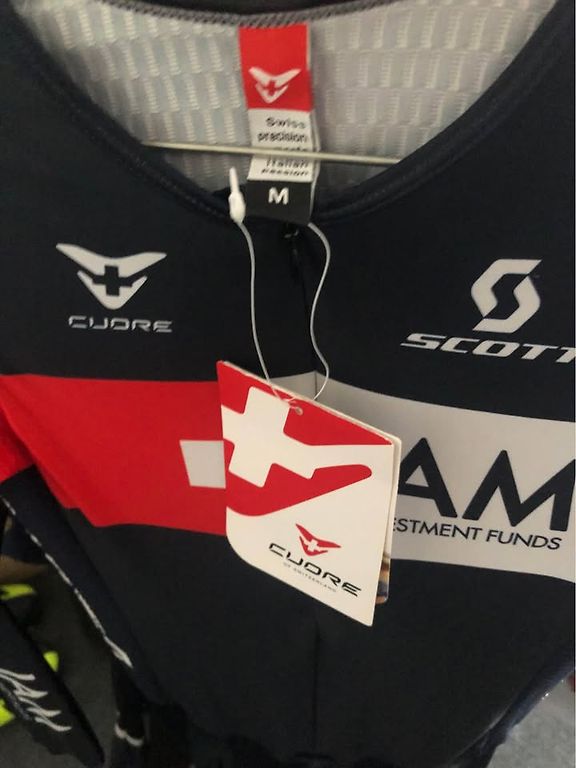 Swiss
precision
Italian
passion
M
CUORE
SCOTT
AM
ESTMENT FUNDS
CUORE
OF SWITZERLAND